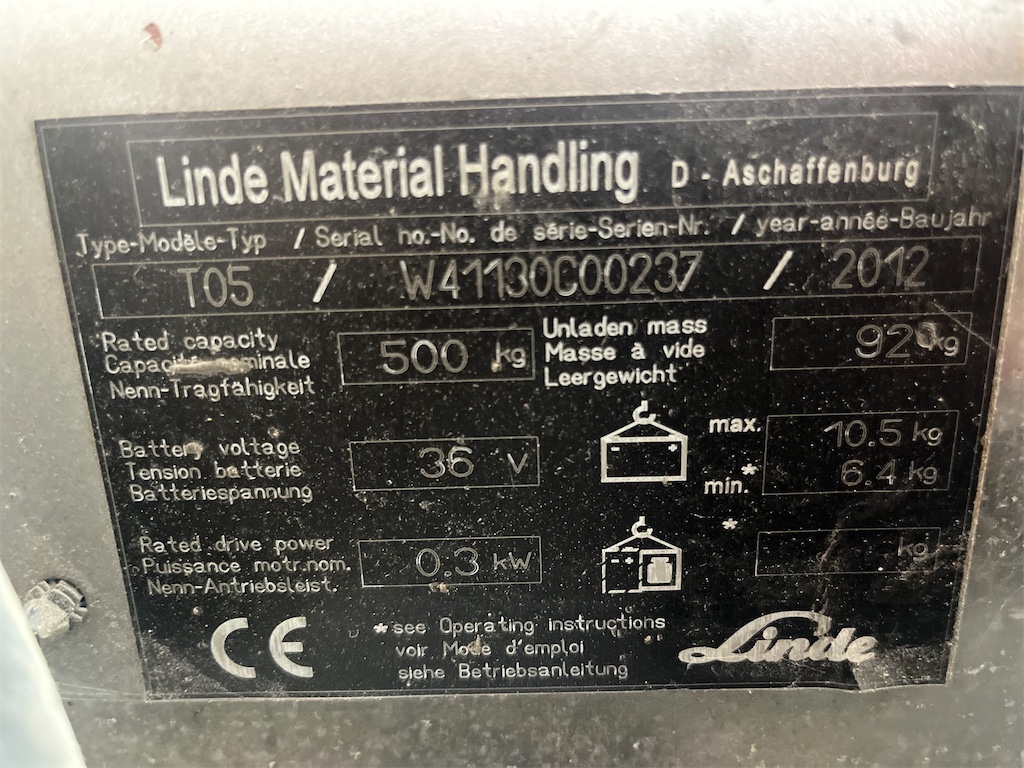 Linde Material Handling D - Aschaffenburg
Type-Modèle-Typ / Serial no.-No. de série-Serien-Nr. / year-année-Baujahr
T05 / W41130C00237 / 2012
Rated capacity
nominale
Nenn-Tragfähigkeit
500 kg
Unladen mass
Masse à vide
Leergewicht
kg
Battery voltage
Tension batterie
Batteriespannung
36 V
- +
max. 10.5 kg
* min. 6.4 kg
Rated drive power
Puissance motr.nom.
Nenn-Antriebsleist.
0.3 kW
+ -
*
kg
CE
*see Operating instructions
voir Mode d'emploi
siehe Betriebsanleitung
Linde